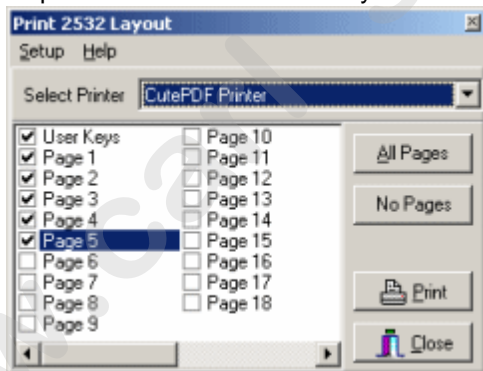 Print 2532 Layout
Setup Help
Select Printer CutePDF Printer
User Keys
Page 1
Page 2
Page 3
Page 4
Page 5
Page 6
Page 7
Page 8
Page 9
Page 10
Page 11
Page 12
Page 13
Page 14
Page 15
Page 16
Page 17
Page 18
All Pages
No Pages
Print
Close